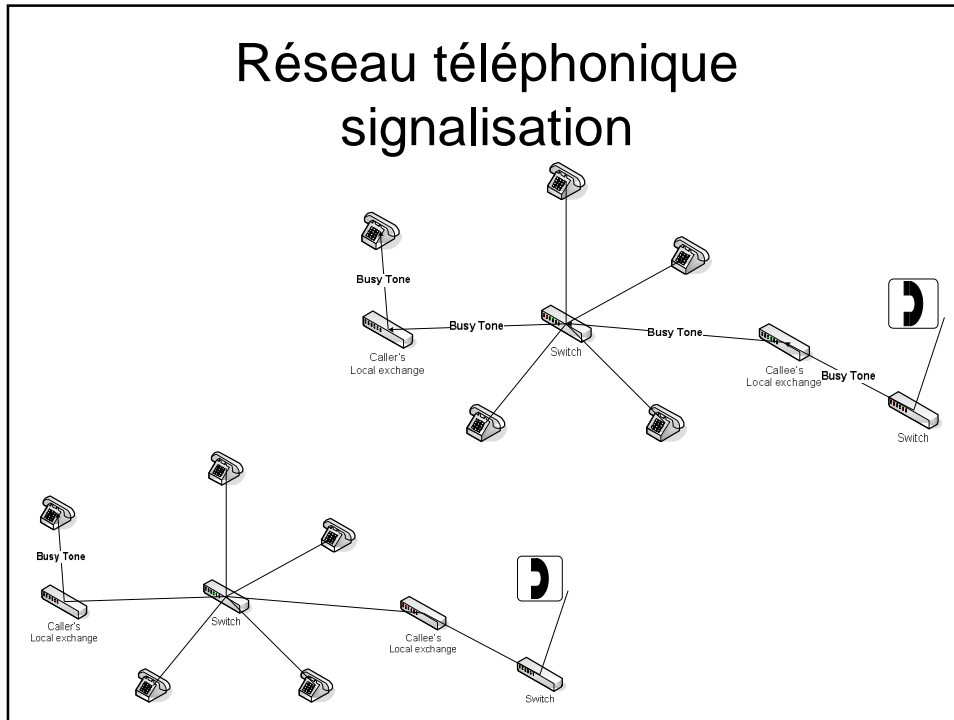 Réseau téléphonique
signalisation
Busy Tone
Caller's
Local exchange
Busy Tone
Switch
Busy Tone
Callee's
Local exchange
Busy Tone
Switch
Busy Tone
Caller's
Local exchange
Switch
Callee's
Local exchange
Switch